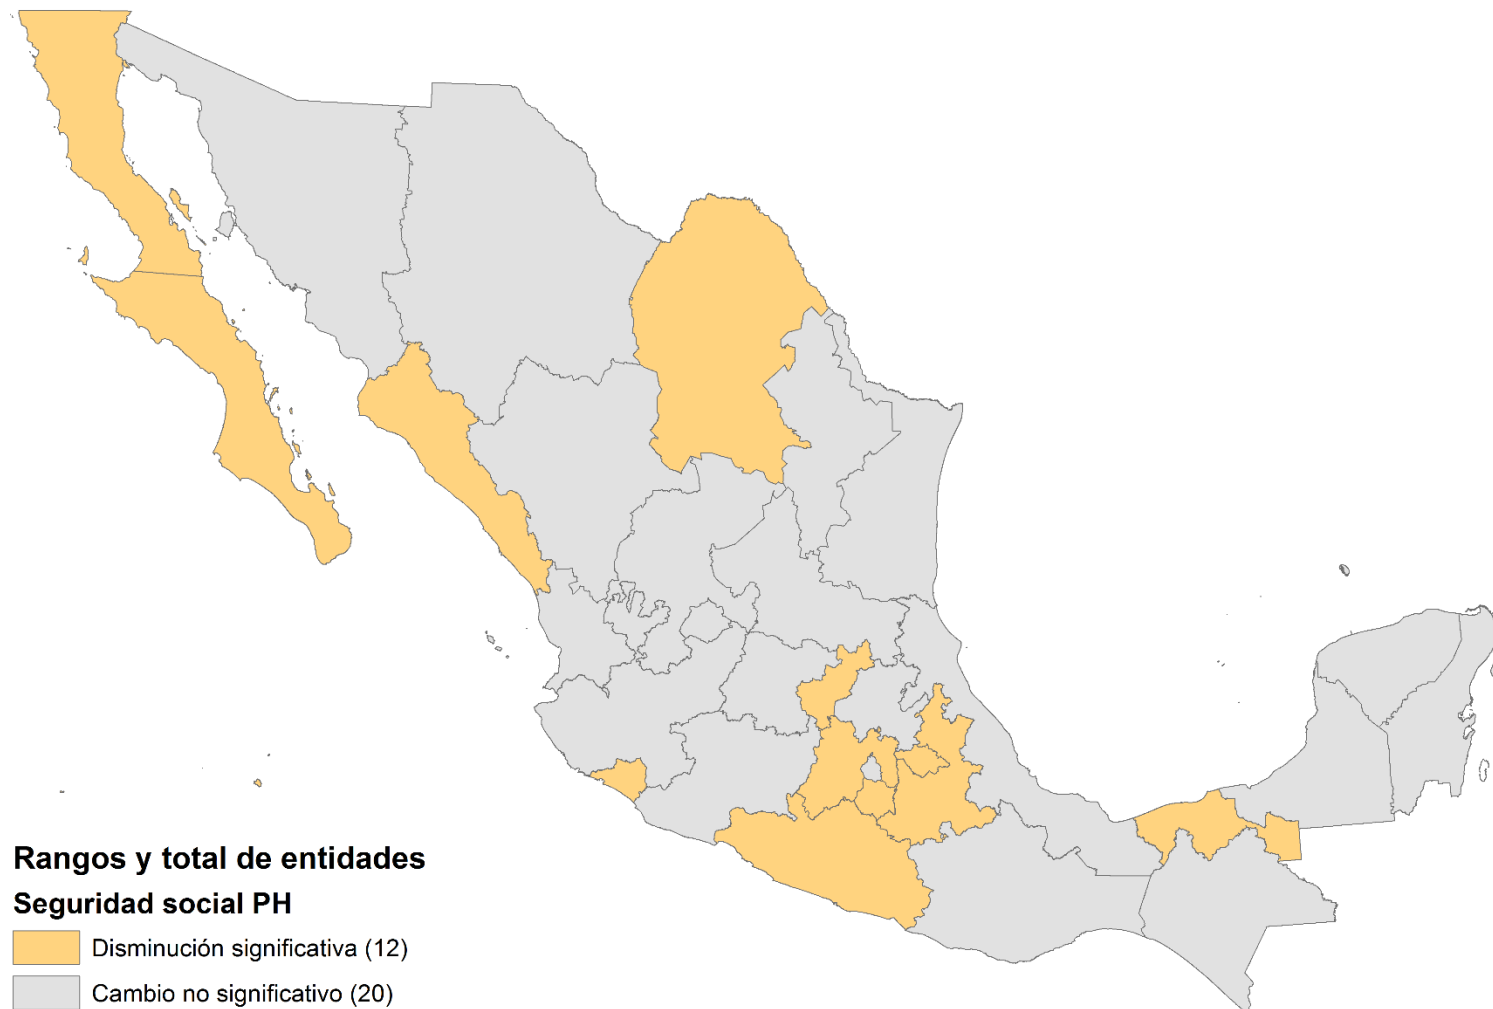 Rangos y total de entidades
Seguridad social PH
Disminución significativa (12)
Cambio no significativo (20)